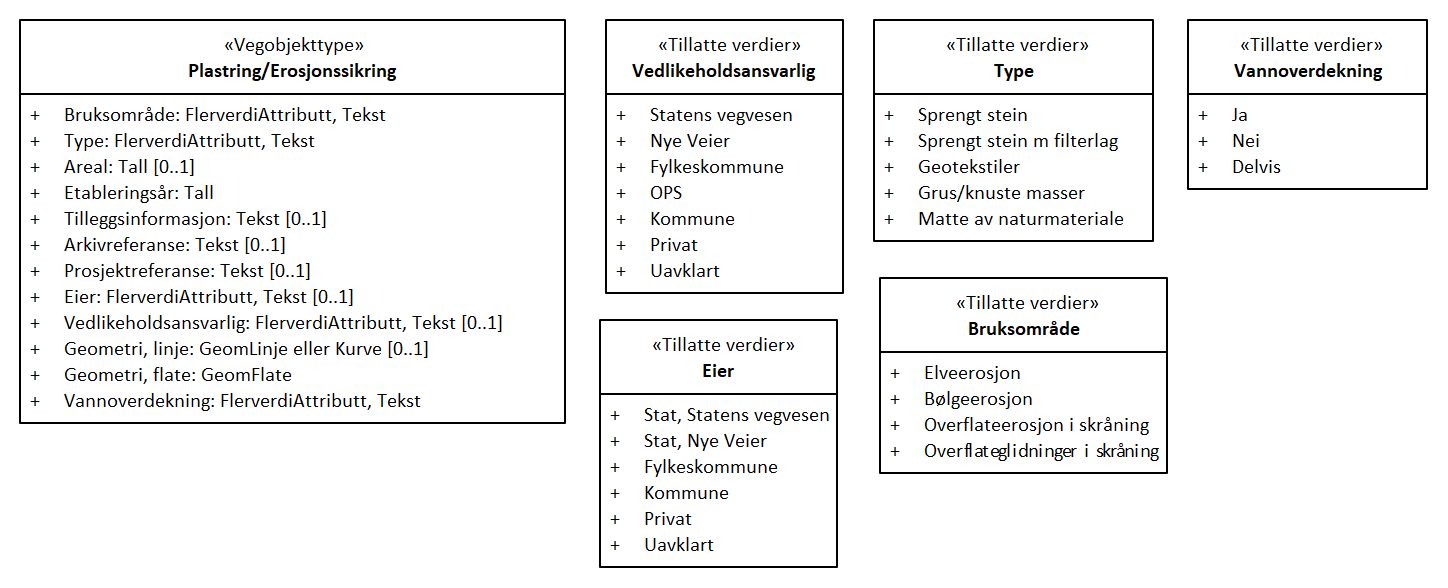 «Vegobjekttype»
Plastring/Erosjonssikring
+ Bruksområde: FlerverdiAttributt, Tekst
+ Type: FlerverdiAttributt, Tekst
+ Areal: Tall [0..1]
+ Etableringsår: Tall
+ Tilleggsinformasjon: Tekst [0..1]
+ Arkivreferanse: Tekst [0..1]
+ Prosjektreferanse: Tekst [0..1]
+ Eier: FlerverdiAttributt, Tekst [0..1]
+ Vedlikeholdsansvarlig: FlerverdiAttributt, Tekst [0..1]
+ Geometri, linje: GeomLinje eller Kurve [0..1]
+ Geometri, flate: GeomFlate
+ Vannoverdekning: FlerverdiAttributt, Tekst
«Tillatte verdier»
Vedlikeholdsansvarlig
+ Statens vegvesen
+ Nye Veier
+ Fylkeskommune
+ OPS
+ Kommune
+ Privat
+ Uavklart
«Tillatte verdier»
Eier
+ Stat, Statens vegvesen
+ Stat, Nye Veier
+ Fylkeskommune
+ Kommune
+ Privat
+ Uavklart
«Tillatte verdier»
Type
+ Sprengt stein
+ Sprengt stein m filterlag
+ Geotekstiler
+ Grus/knuste masser
+ Matte av naturmateriale
«Tillatte verdier»
Bruksområde
+ Elveerosjon
+ Bølgeerosjon
+ Overflateerosjon i skråning
+ Overflateglidninger i skråning
«Tillatte verdier»
Vannoverdekning
+ Ja
+ Nei
+ Delvis